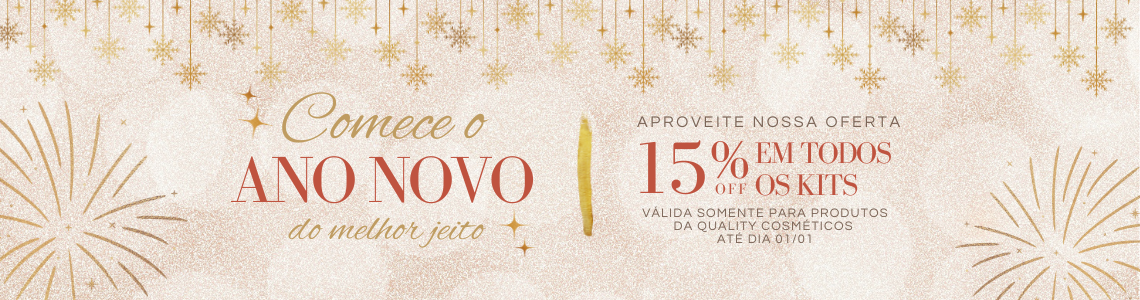 Comece o
ANO NOVO
do melhor jeito
APROVEITE NOSSA OFERTA
15% OFF EM TODOS
OS KITS
VÁLIDA SOMENTE PARA PRODUTOS
DA QUALITY COSMÉTICOS
ATÉ DIA 01/01